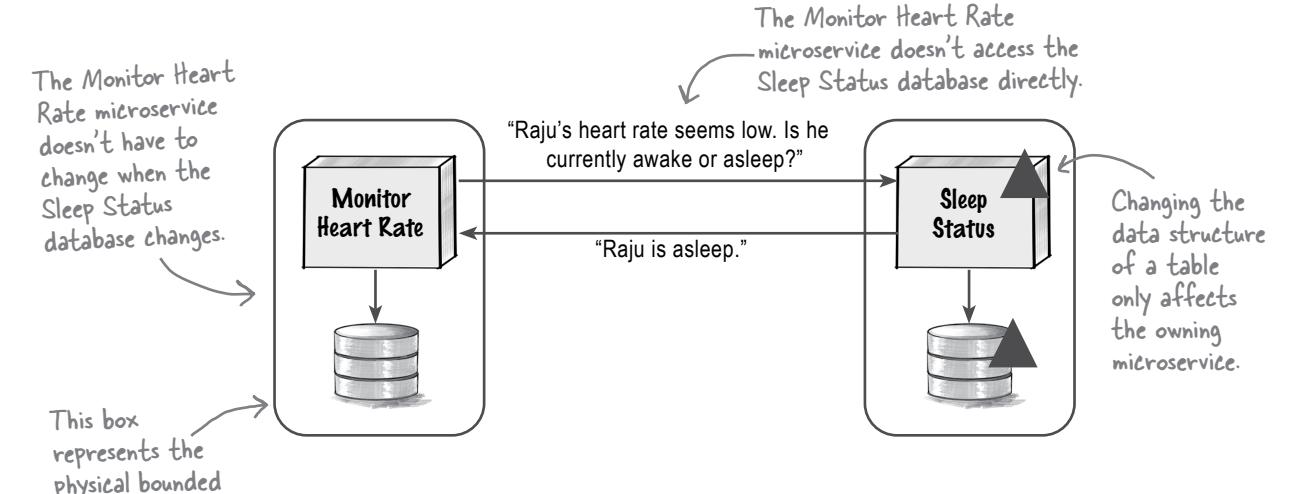 The Monitor Heart Rate
microservice doesn't access the
Sleep Status database directly.
The Monitor Heart
Rate microservice
doesn't have to
change when the
Sleep Status
database changes.
“Raju’s heart rate seems low. Is he
currently awake or asleep?”
Monitor
Heart Rate
Sleep
Status
“Raju is asleep.”
Changing the
data structure
of a table
only affects
the owning
microservice.
This box
represents the
physical bounded